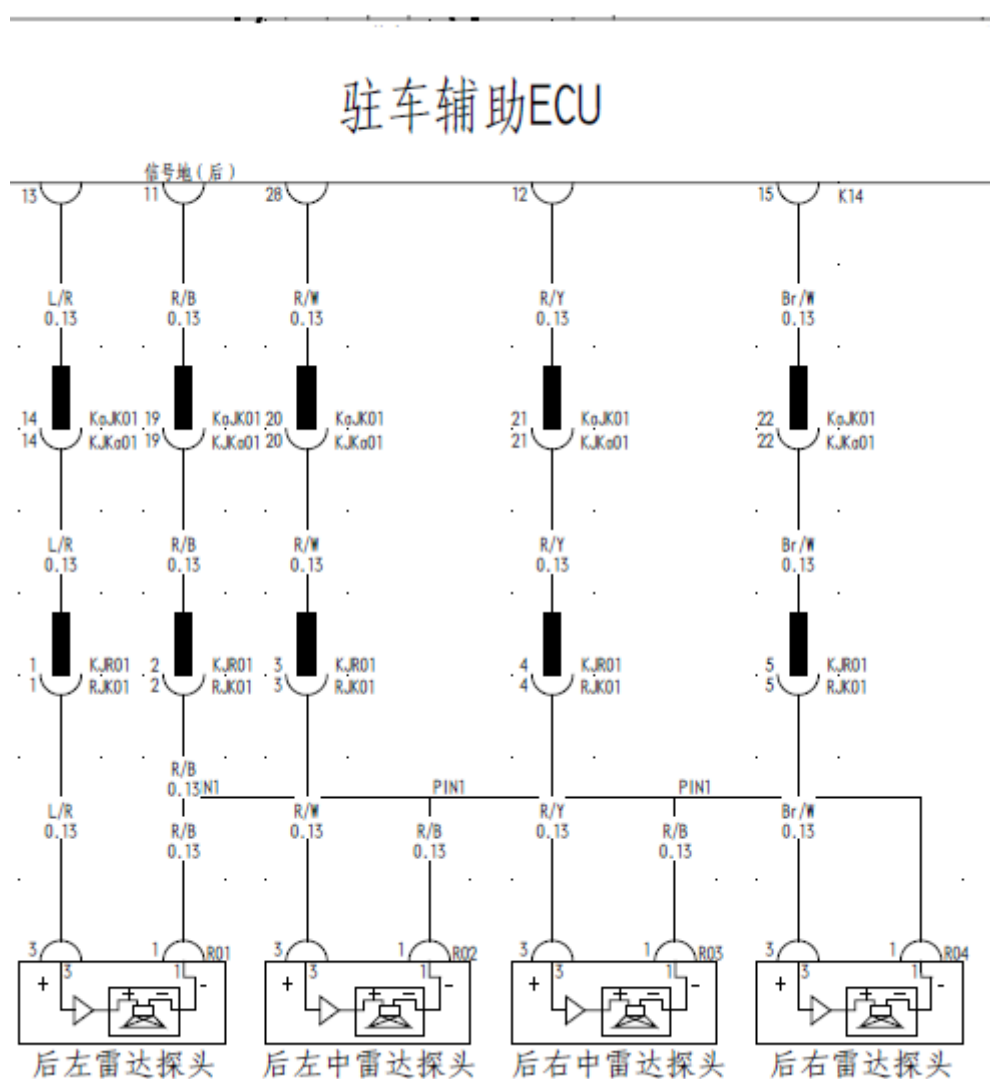 驻车辅助ECU
信号地(后)
13 11 28 12 15 K14
L/R R/B R/W R/Y Br/W
0.13 0.13 0.13 0.13 0.13
14 KaJK01 19 KaJK01 20 KaJK01 21 KaJK01 22 KaJK01
14 KJKa01 19 KJKa01 20 KJKa01 21 KJKa01 22 KJKa01
L/R R/B R/W R/Y Br/W
0.13 0.13 0.13 0.13 0.13
1 KJR01 2 KJR01 3 KJR01 4 KJR01 5 KJR01
1 RJK01 2 RJK01 3 RJK01 4 RJK01 5 RJK01
R/B
0.13 N1 PIN1 PIN1
L/R R/W R/Y Br/W
0.13 0.13 0.13 0.13
R/B R/B R/B
0.13 0.13 0.13
3 1 R01 3 1 R02 3 1 R03 3 1 R04
3 1 3 1 3 1 3 1
+ - + - + - + -
+ - + - + - + -
后左雷达探头 后左中雷达探头 后右中雷达探头 后右雷达探头